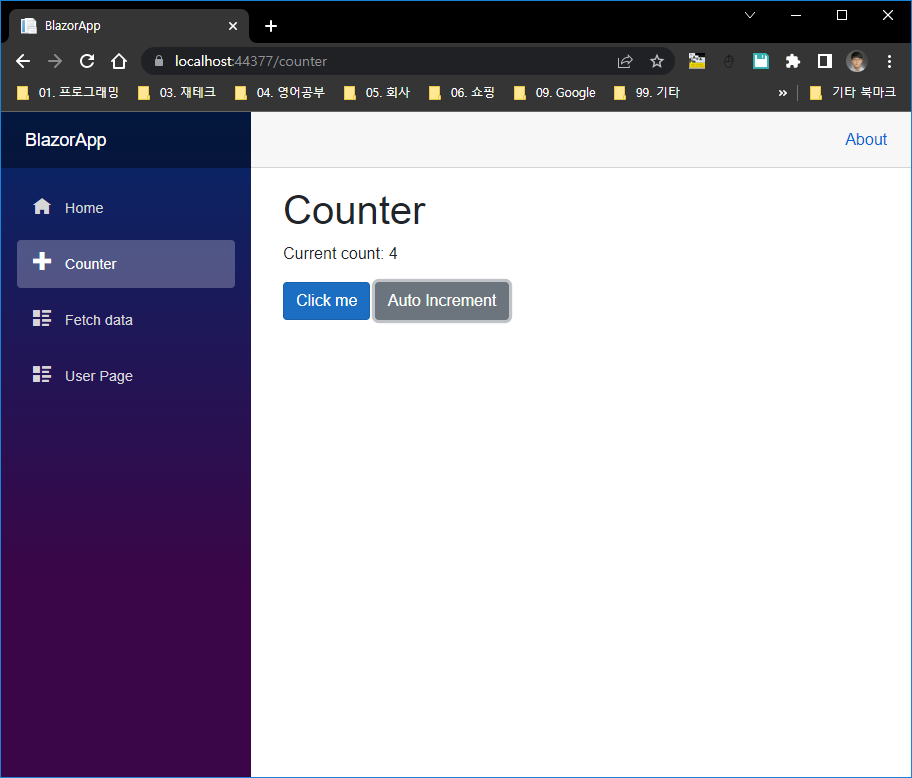 BlazorApp
localhost:44377/counter
01. 프로그래밍 03. 재테크 04. 영어공부 05. 회사 06. 쇼핑 09. Google 99. 기타 » 기타 북마크
BlazorApp
About
Home
Counter
Fetch data
User Page
Counter
Current count: 4
Click me Auto Increment